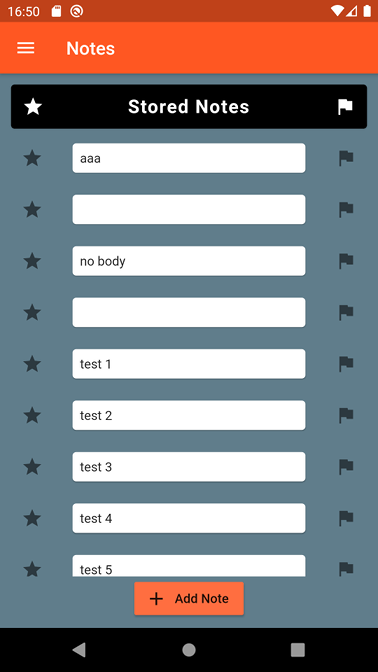 16:50
Notes
Stored Notes
aaa
no body
test 1
test 2
test 3
test 4
test 5
Add Note